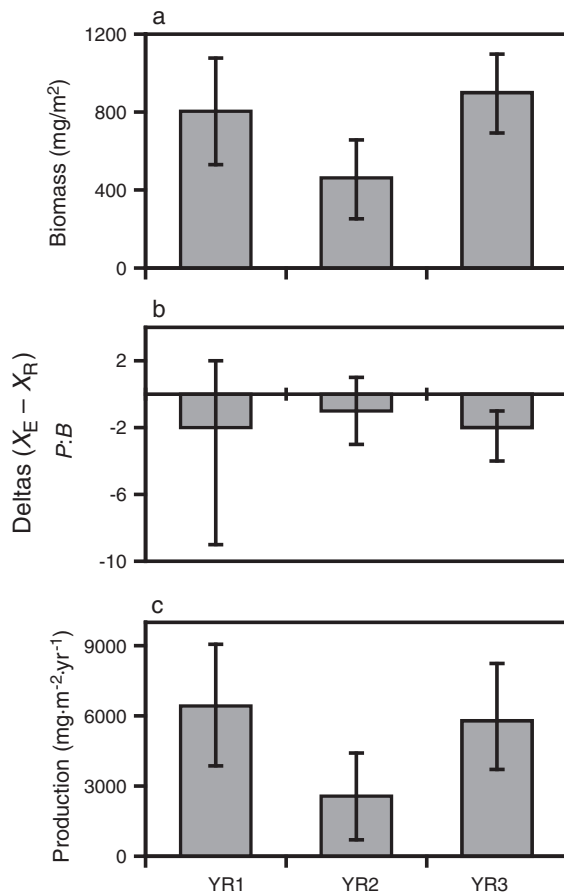 a
1200
800
400
0
Biomass (mg/m²)
b
2
-2
-6
-10
Deltas (X_E – X_R)
P:B
c
9000
6000
3000
0
Production (mg·m⁻²·yr⁻¹)
YR1 YR2 YR3